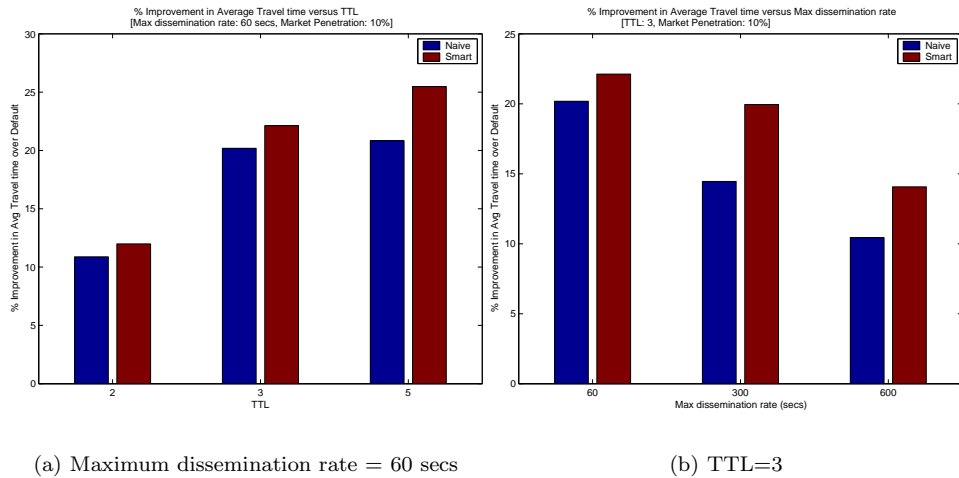 % Improvement in Average Travel time versus TTL
[Max dissemination rate: 60 secs, Market Penetration: 10%]
% Improvement in Avg Travel time over Default
30
25
20
15
10
5
0
Naive
Smart
2
3
5
TTL
(a) Maximum dissemination rate = 60 secs
% Improvement in Average Travel time versus Max dissemination rate
[TTL: 3, Market Penetration: 10%]
% Improvement in Avg Travel time over Default
25
20
15
10
5
0
Naive
Smart
60
300
600
Max dissemination rate (secs)
(b) TTL=3